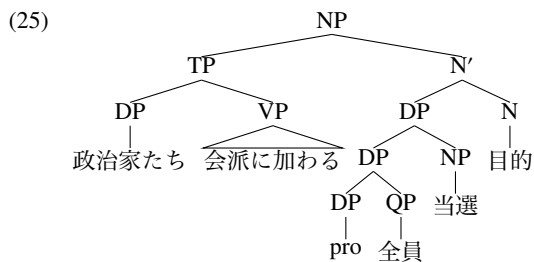 (25)
NP
TP N′
DP VP DP N
政治家たち 会派に加わる DP NP 目的
DP QP 当選
pro 全員